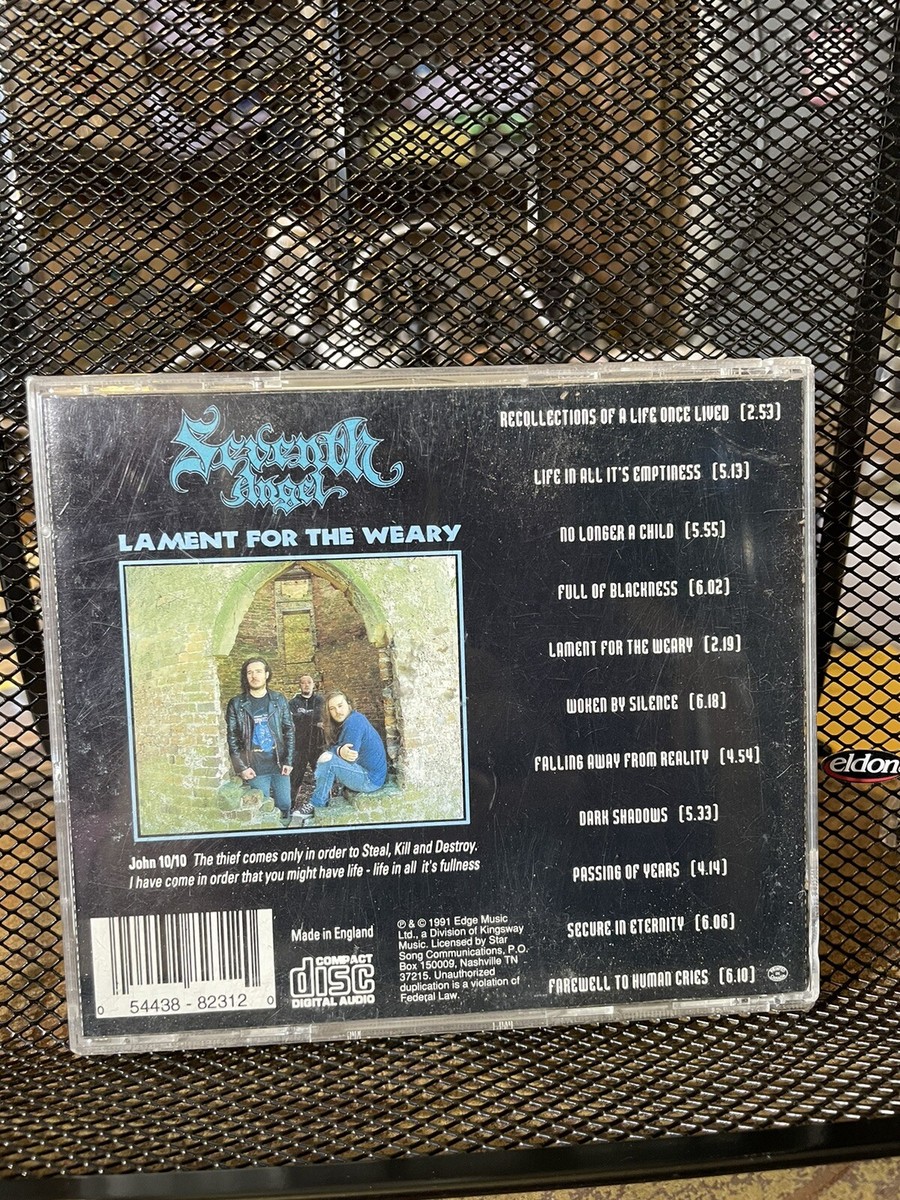 Seventh
Angel
LAMENT FOR THE WEARY
John 10/10 The thief comes only in order to Steal, Kill and Destroy.
I have come in order that you might have life - life in all it's fullness
0 54438 - 82312 0
Made in England
COMPACT
disc
DIGITAL AUDIO
℗ & © 1991 Edge Music
Ltd., a Division of Kingsway
Music. Licensed by Star
Song Communications, P.O.
Box 150009, Nashville TN
37215. Unauthorized
duplication is a violation of
Federal Law.
RECOLLECTIONS OF A LIFE ONCE LIVED (2.53)
LIFE IN ALL IT'S EMPTINESS (5.13)
NO LONGER A CHILD (5.55)
FULL OF BLACKNESS (6.02)
LAMENT FOR THE WEARY (2.19)
WOKEN BY SILENCE (6.18)
FALLING AWAY FROM REALITY (4.54)
DARK SHADOWS (5.33)
PASSING OF YEARS (4.14)
SECURE IN ETERNITY (6.06)
FAREWELL TO HUMAN CRIES (6.10)
eldon